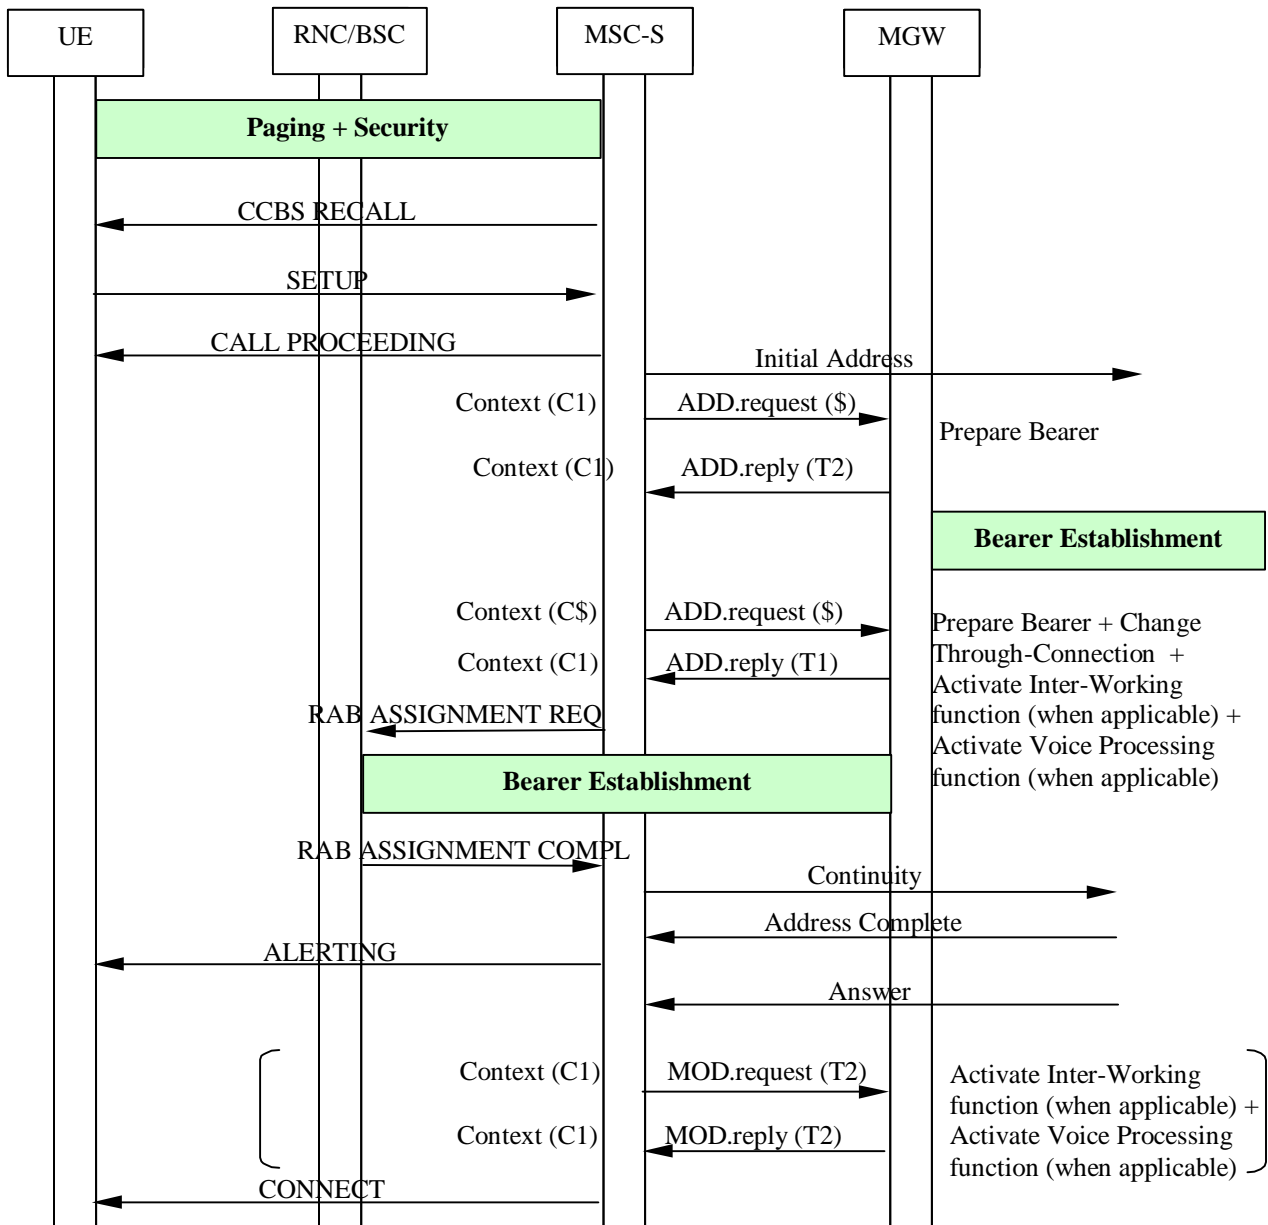 UE
RNC/BSC
MSC-S
MGW
Paging + Security
CCBS RECALL
SETUP
CALL PROCEEDING
Initial Address
Context (C1)
ADD.request ($)
Prepare Bearer
Context (C1)
ADD.reply (T2)
Bearer Establishment
Context (C$)
ADD.request ($)
Prepare Bearer + Change
Through-Connection +
Activate Inter-Working
function (when applicable) +
Activate Voice Processing
function (when applicable)
Context (C1)
ADD.reply (T1)
RAB ASSIGNMENT REQ
Bearer Establishment
RAB ASSIGNMENT COMPL
Continuity
Address Complete
ALERTING
Answer
Context (C1)
MOD.request (T2)
Activate Inter-Working
function (when applicable) +
Activate Voice Processing
function (when applicable)
Context (C1)
MOD.reply (T2)
CONNECT